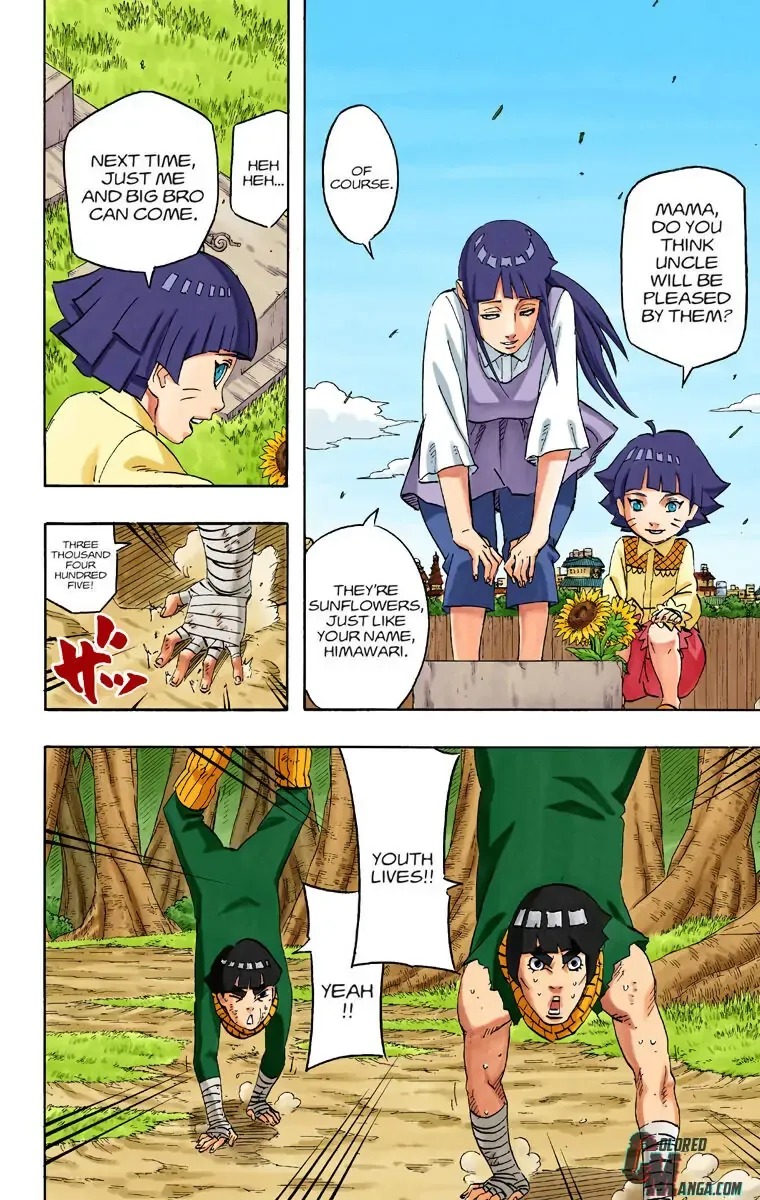 MAMA,
DO YOU
THINK
UNCLE
WILL BE
PLEASED
BY THEM?
OF
COURSE.
THEY'RE
SUNFLOWERS,
JUST LIKE
YOUR NAME,
HIMAWARI.
HEH
HEH...
NEXT TIME,
JUST ME
AND BIG BRO
CAN COME.
THREE
THOUSAND
FOUR
HUNDRED
FIVE!
ザッ
YOUTH
LIVES!!
YEAH
!!
COLORED
MANGA.COM